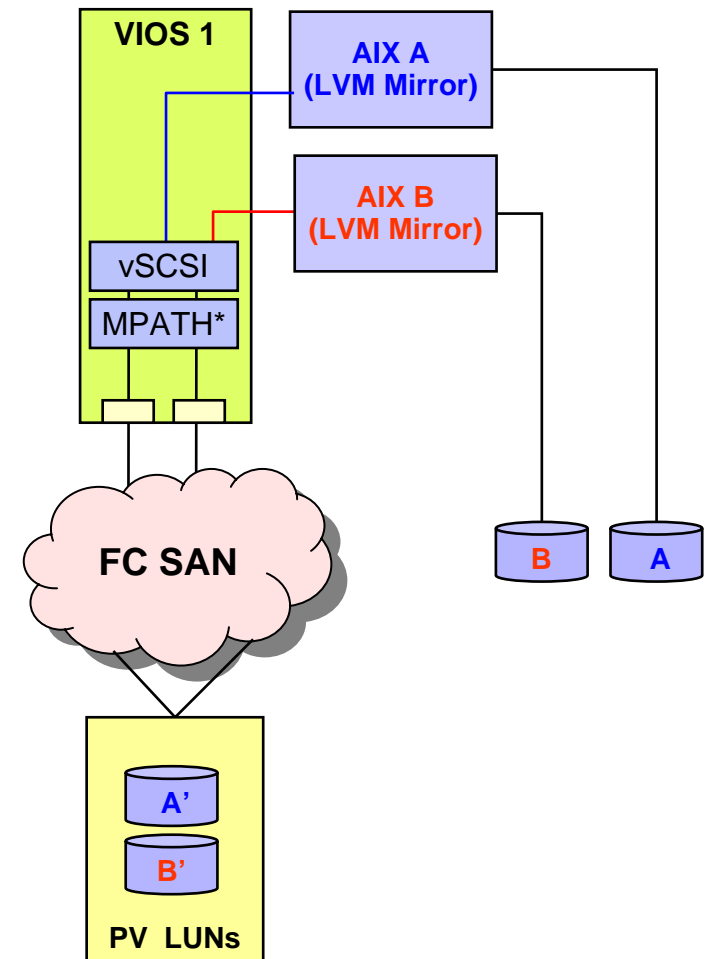 VIOS 1
AIX A
(LVM Mirror)
AIX B
(LVM Mirror)
vSCSI
MPATH*
FC SAN
B
A
A’
B’
PV LUNs